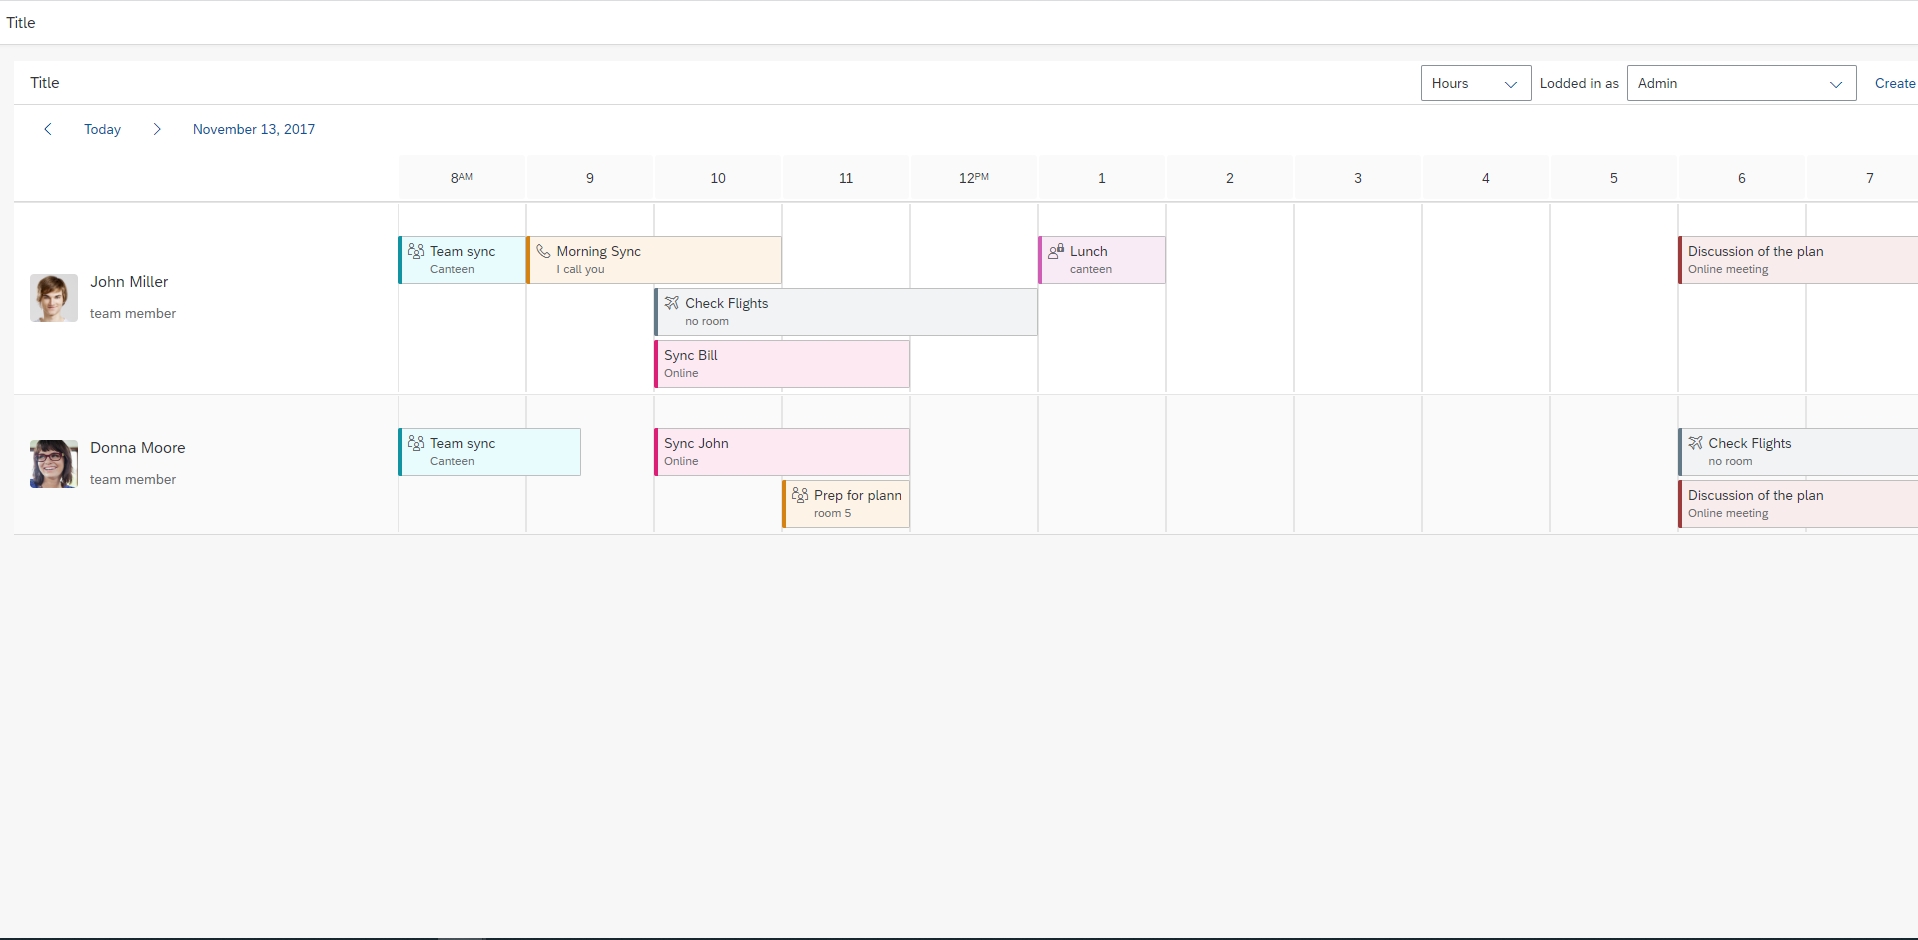 Title
Title
Hours
Lodded in as
Admin
Create
Today
November 13, 2017
8AM 9 10 11 12PM 1 2 3 4 5 6 7
John Miller
team member
Team sync
Canteen
Morning Sync
I call you
Lunch
canteen
Discussion of the plan
Online meeting
Check Flights
no room
Sync Bill
Online
Donna Moore
team member
Team sync
Canteen
Sync John
Online
Check Flights
no room
Prep for plann
room 5
Discussion of the plan
Online meeting